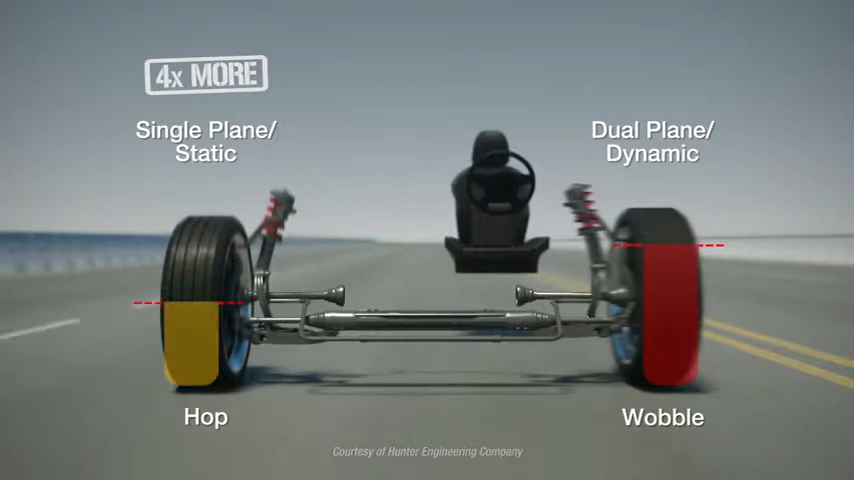 4x MORE
Single Plane/
Static
Dual Plane/
Dynamic
Hop
Wobble
Courtesy of Hunter Engineering Company